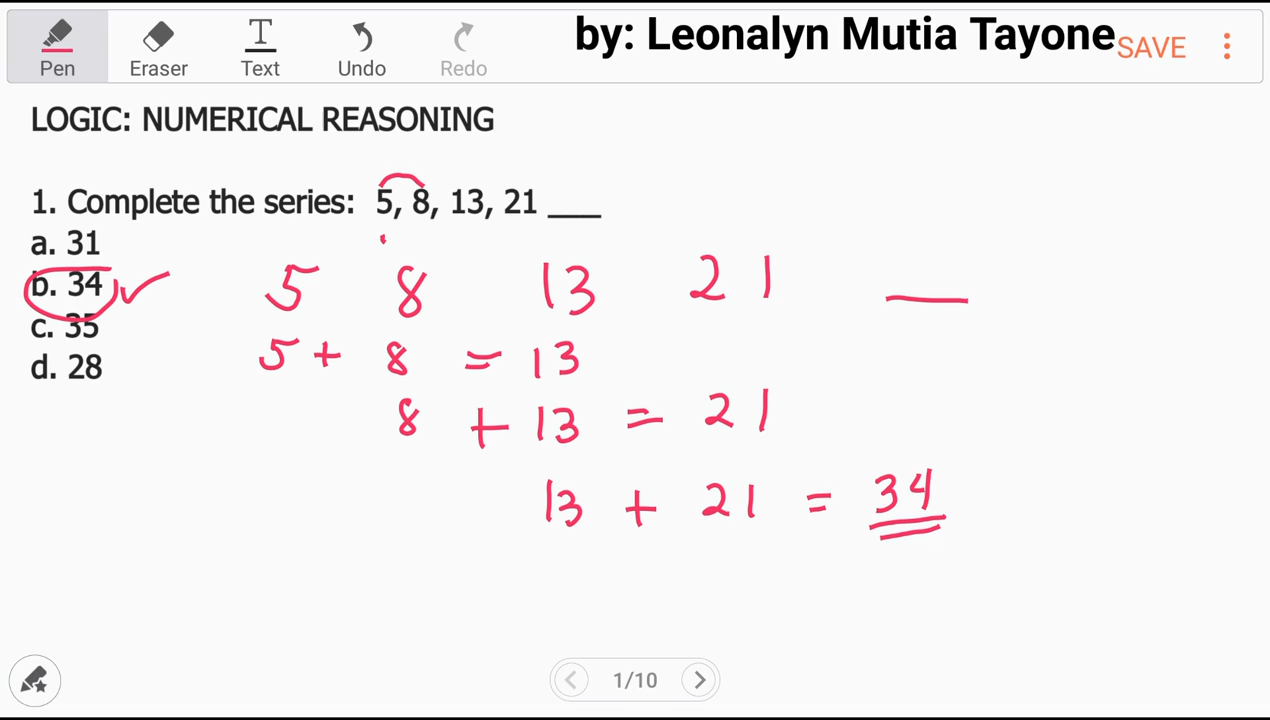 by: Leonalyn Mutia Tayone
Pen Eraser Text Undo Redo SAVE
LOGIC: NUMERICAL REASONING
1. Complete the series: 5, 8, 13, 21 ___
a. 31
b. 34
c. 35
d. 28
5 8 13 21 __
5 + 8 = 13
8 + 13 = 21
13 + 21 = 34
1/10